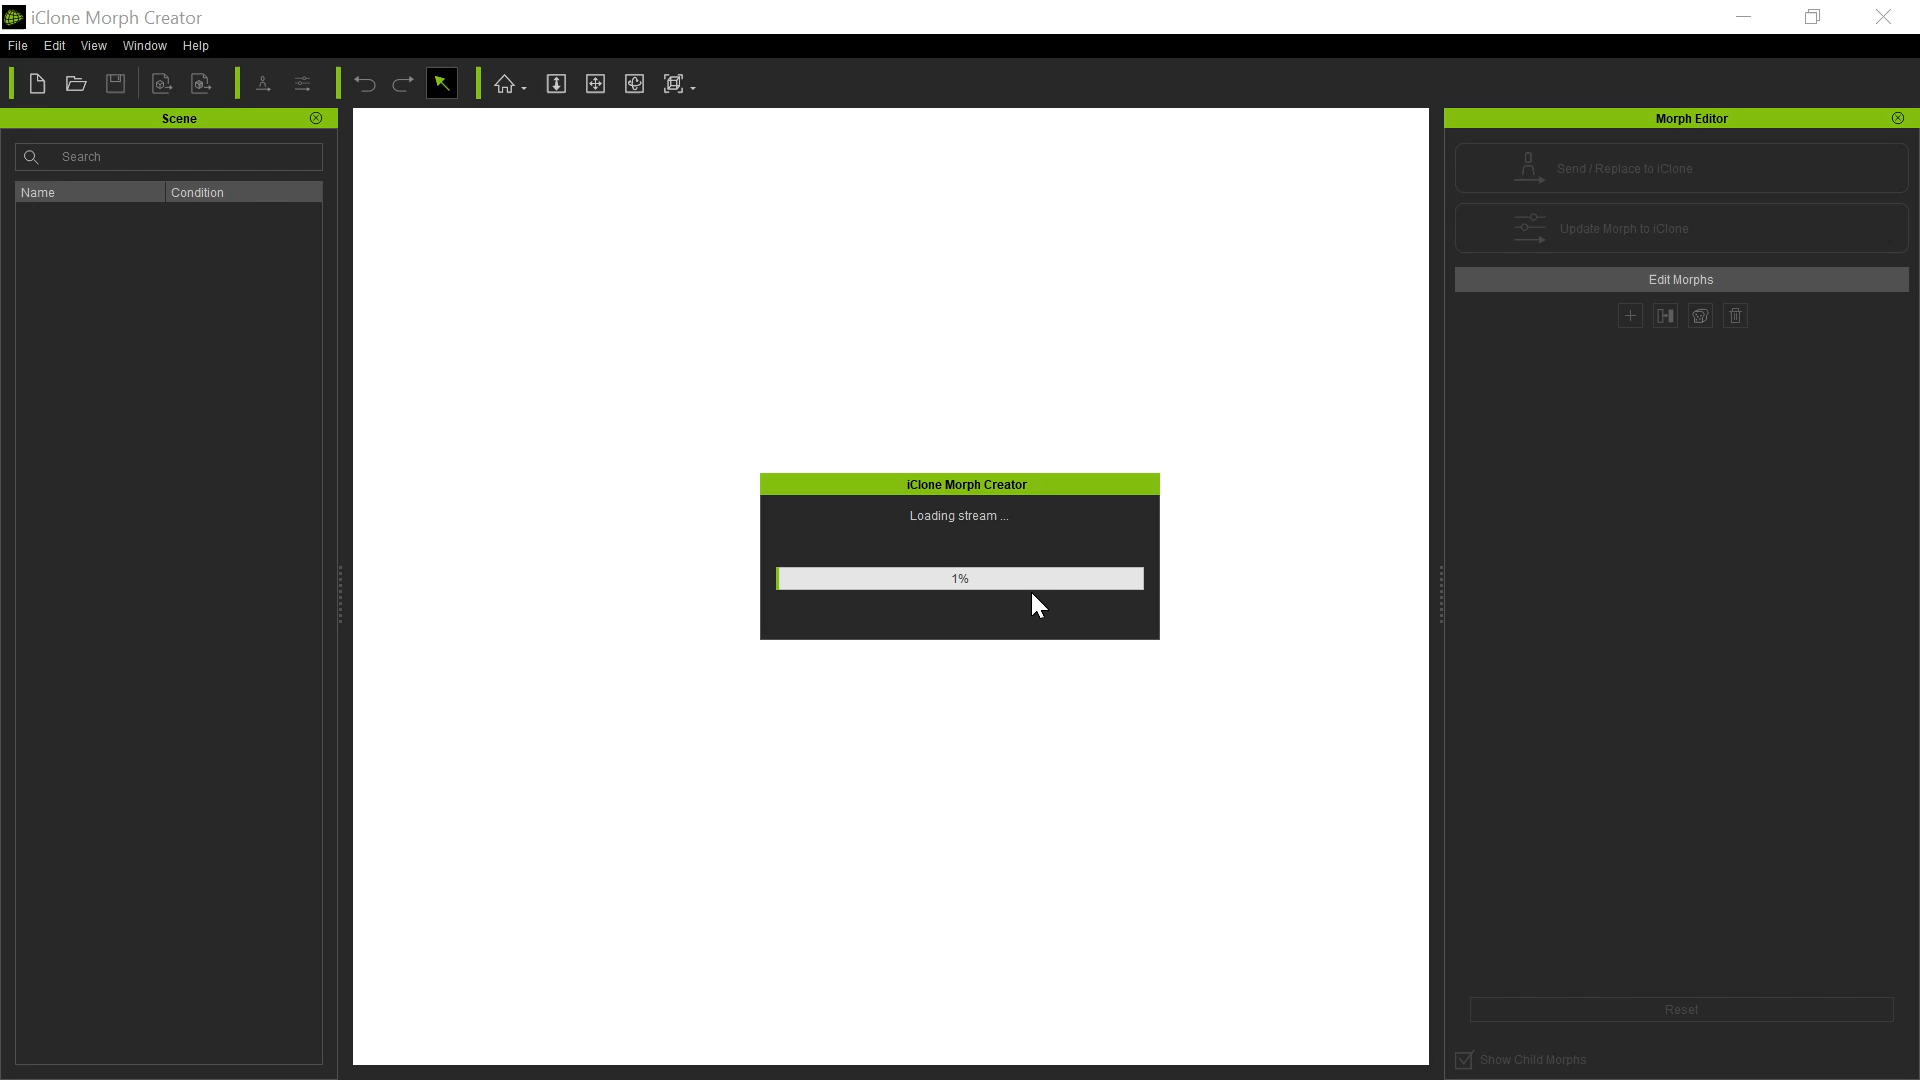 iClone Morph Creator
File Edit View Window Help
Scene
Search
Name Condition
iClone Morph Creator
Loading stream ...
1%
Morph Editor
Send / Replace to iClone
Update Morph to iClone
Edit Morphs
Reset
Show Child Morphs